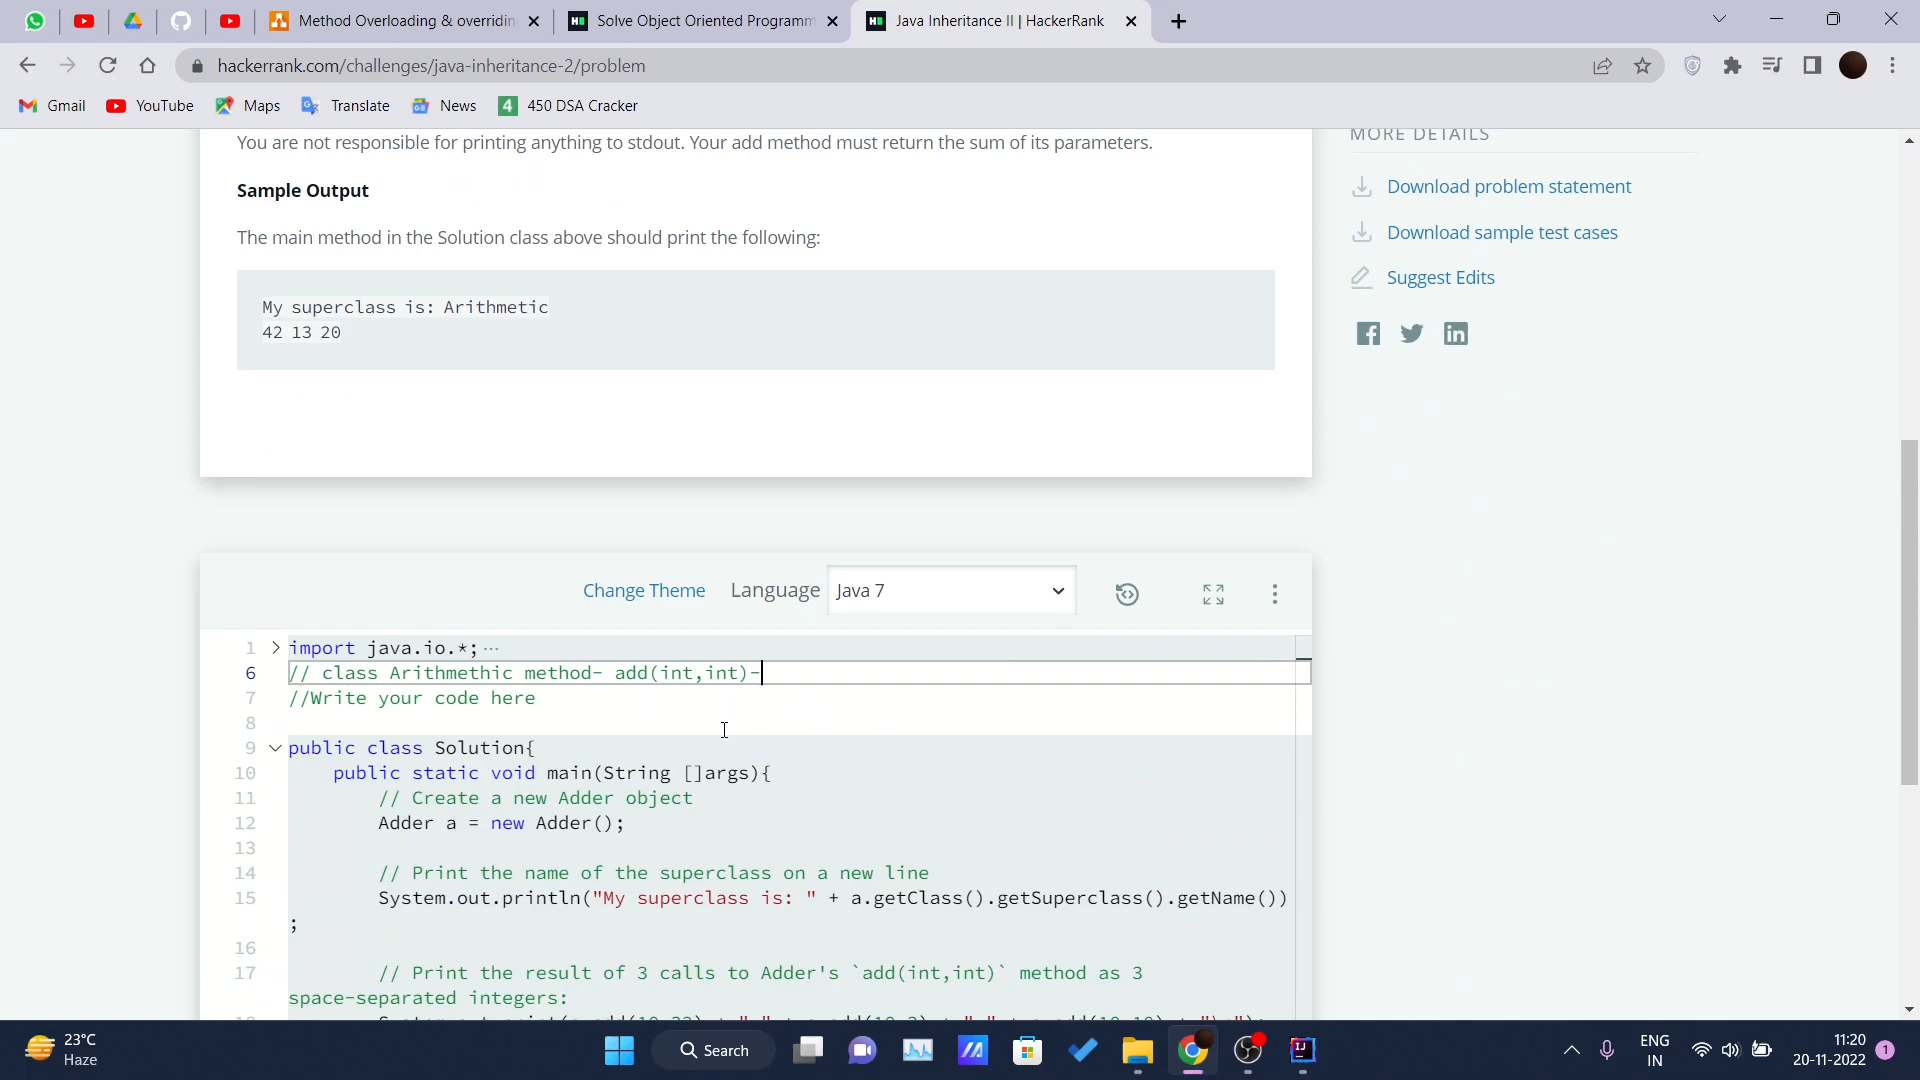 Method Overloading & overridin
Solve Object Oriented Programm
Java Inheritance II | HackerRank
hackerrank.com/challenges/java-inheritance-2/problem
Gmail
YouTube
Maps
Translate
News
4
450 DSA Cracker
You are not responsible for printing anything to stdout. Your add method must return the sum of its parameters.
Sample Output
The main method in the Solution class above should print the following:
My superclass is: Arithmetic
42 13 20
MORE DETAILS
Download problem statement
Download sample test cases
Suggest Edits
Change Theme
Language
Java 7
1 import java.io.*;
6 // class Arithmethic method- add(int,int)-
7 //Write your code here
8
9 public class Solution{
10 public static void main(String []args){
11 // Create a new Adder object
12 Adder a = new Adder();
13
14 // Print the name of the superclass on a new line
15 System.out.println("My superclass is: " + a.getClass().getSuperclass().getName())
;
16
17 // Print the result of 3 calls to Adder's `add(int,int)` method as 3
space-separated integers:
23°C
Haze
Search
ENG
IN
11:20
20-11-2022
1